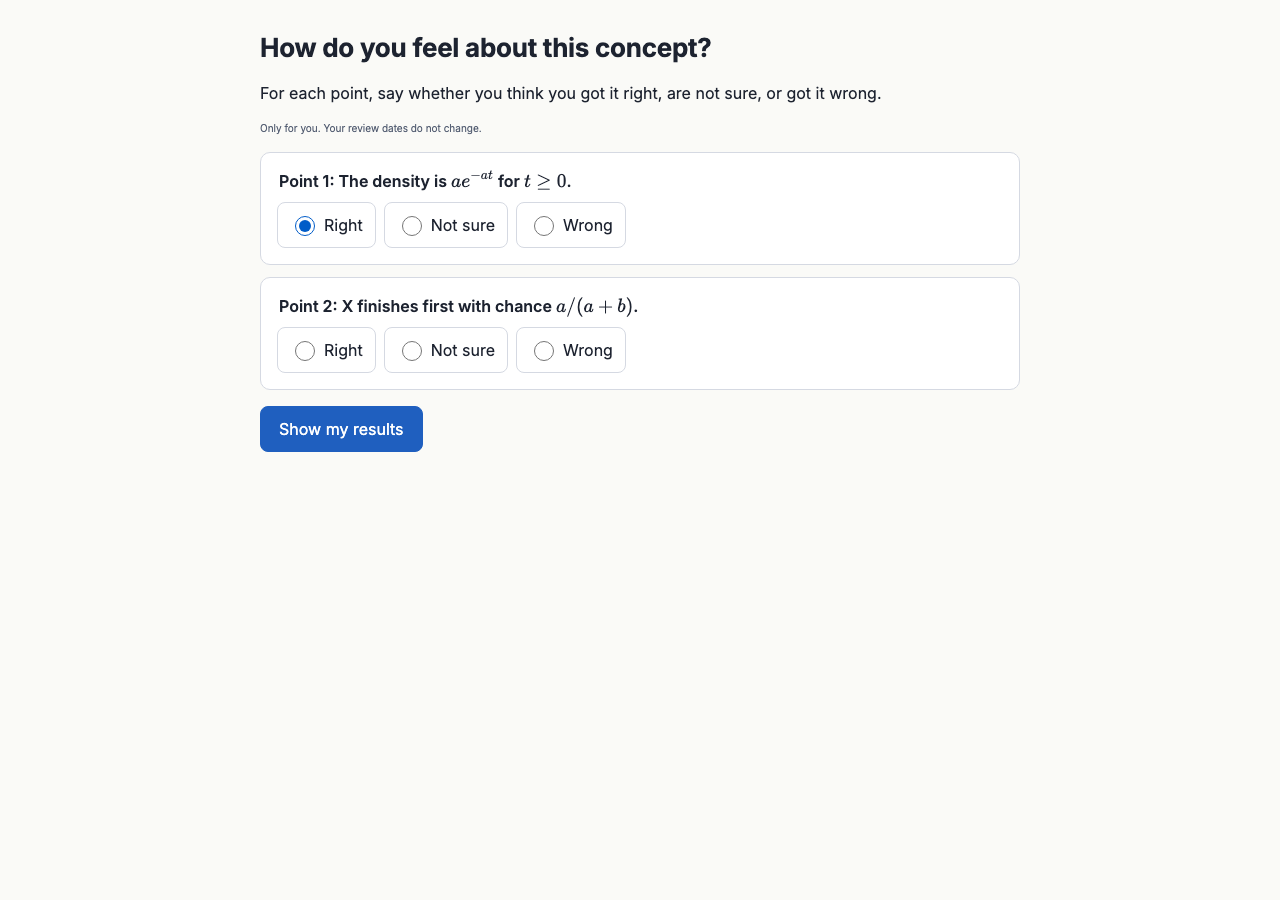 How do you feel about this concept?
For each point, say whether you think you got it right, are not sure, or got it wrong.
Only for you. Your review dates do not change.
Point 1: The density is $ae^{-at}$ for $t \geq 0$.
Right Not sure Wrong
Point 2: X finishes first with chance $a/(a + b)$.
Right Not sure Wrong
Show my results